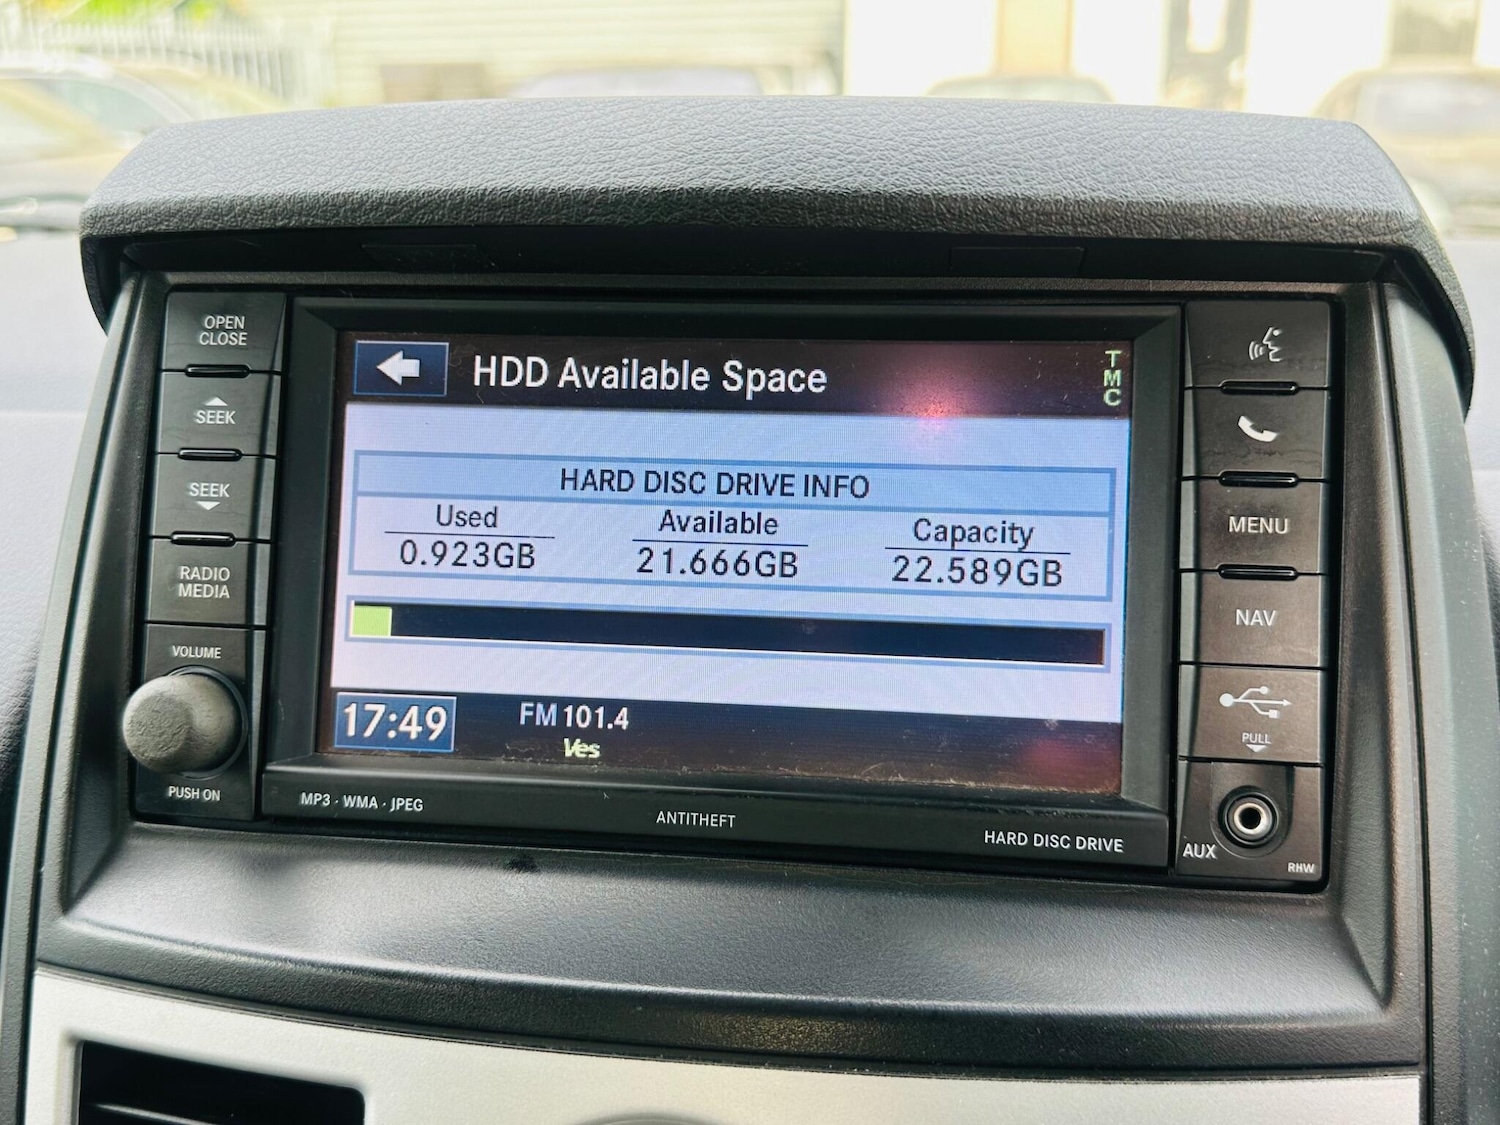 OPEN
CLOSE
SEEK
SEEK
RADIO
MEDIA
VOLUME
PUSH ON
HDD Available Space
TMC
HARD DISC DRIVE INFO
Used Available Capacity
0.923GB 21.666GB 22.589GB
17:49 FM 101.4
Ves
MP3 · WMA · JPEG
ANTITHEFT
HARD DISC DRIVE
MENU
NAV
PULL
AUX
RHW